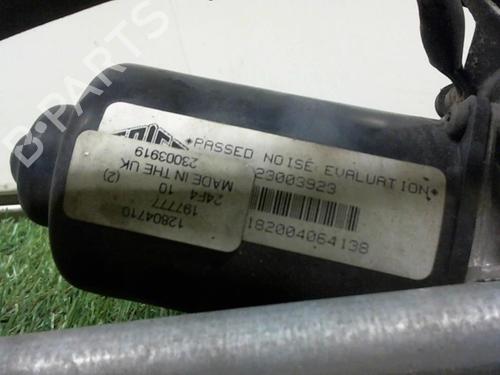 B-PARTS
*PASSED NOISE EVALUATION*
23003923
182004064138
12804710
197777
24F4 10
MADE IN THE UK (2)
23003919